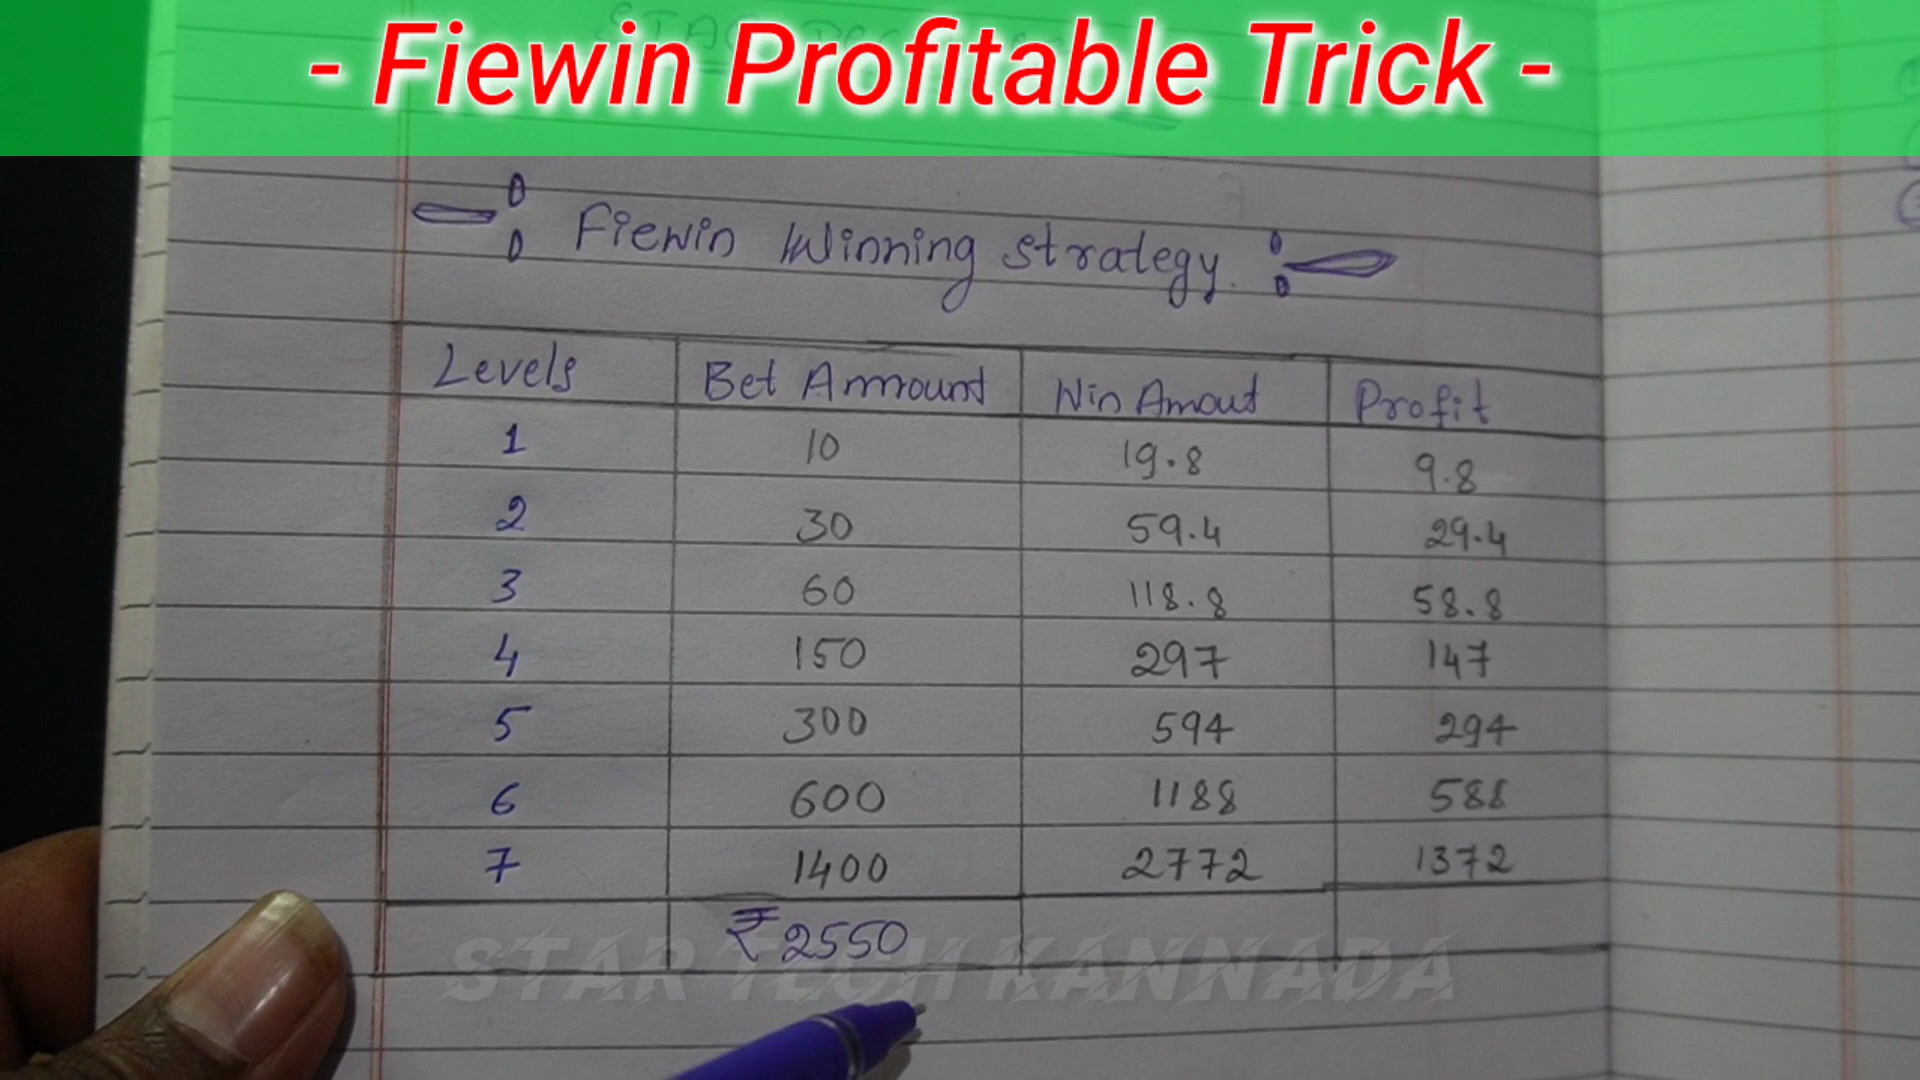 - Fiewin Profitable Trick -
Fiewin Winning strategy.
Levels Bet Ammount Win Amout Profit
1 10 19.8 9.8
2 30 59.4 29.4
3 60 118.8 58.8
4 150 297 147
5 300 594 294
6 600 1188 588
7 1400 2772 1372
₹2550
STAR TECH KANNADA